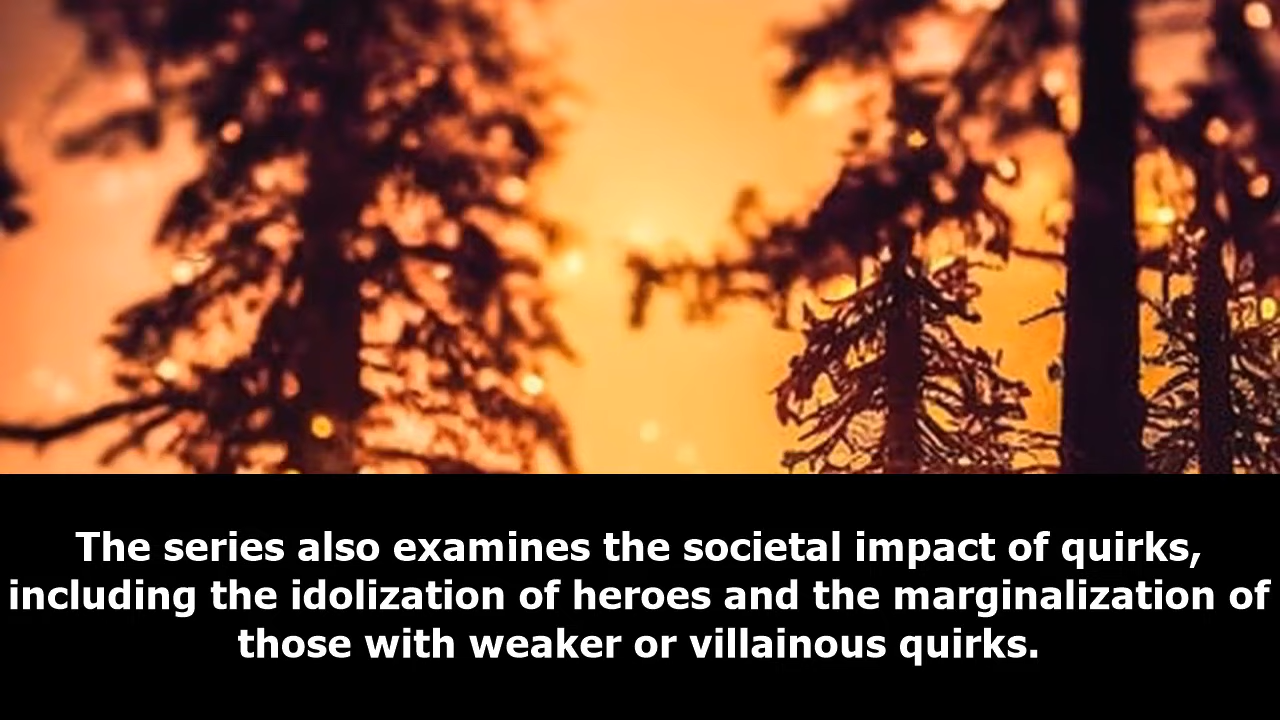 The series also examines the societal impact of quirks,
including the idolization of heroes and the marginalization of
those with weaker or villainous quirks.